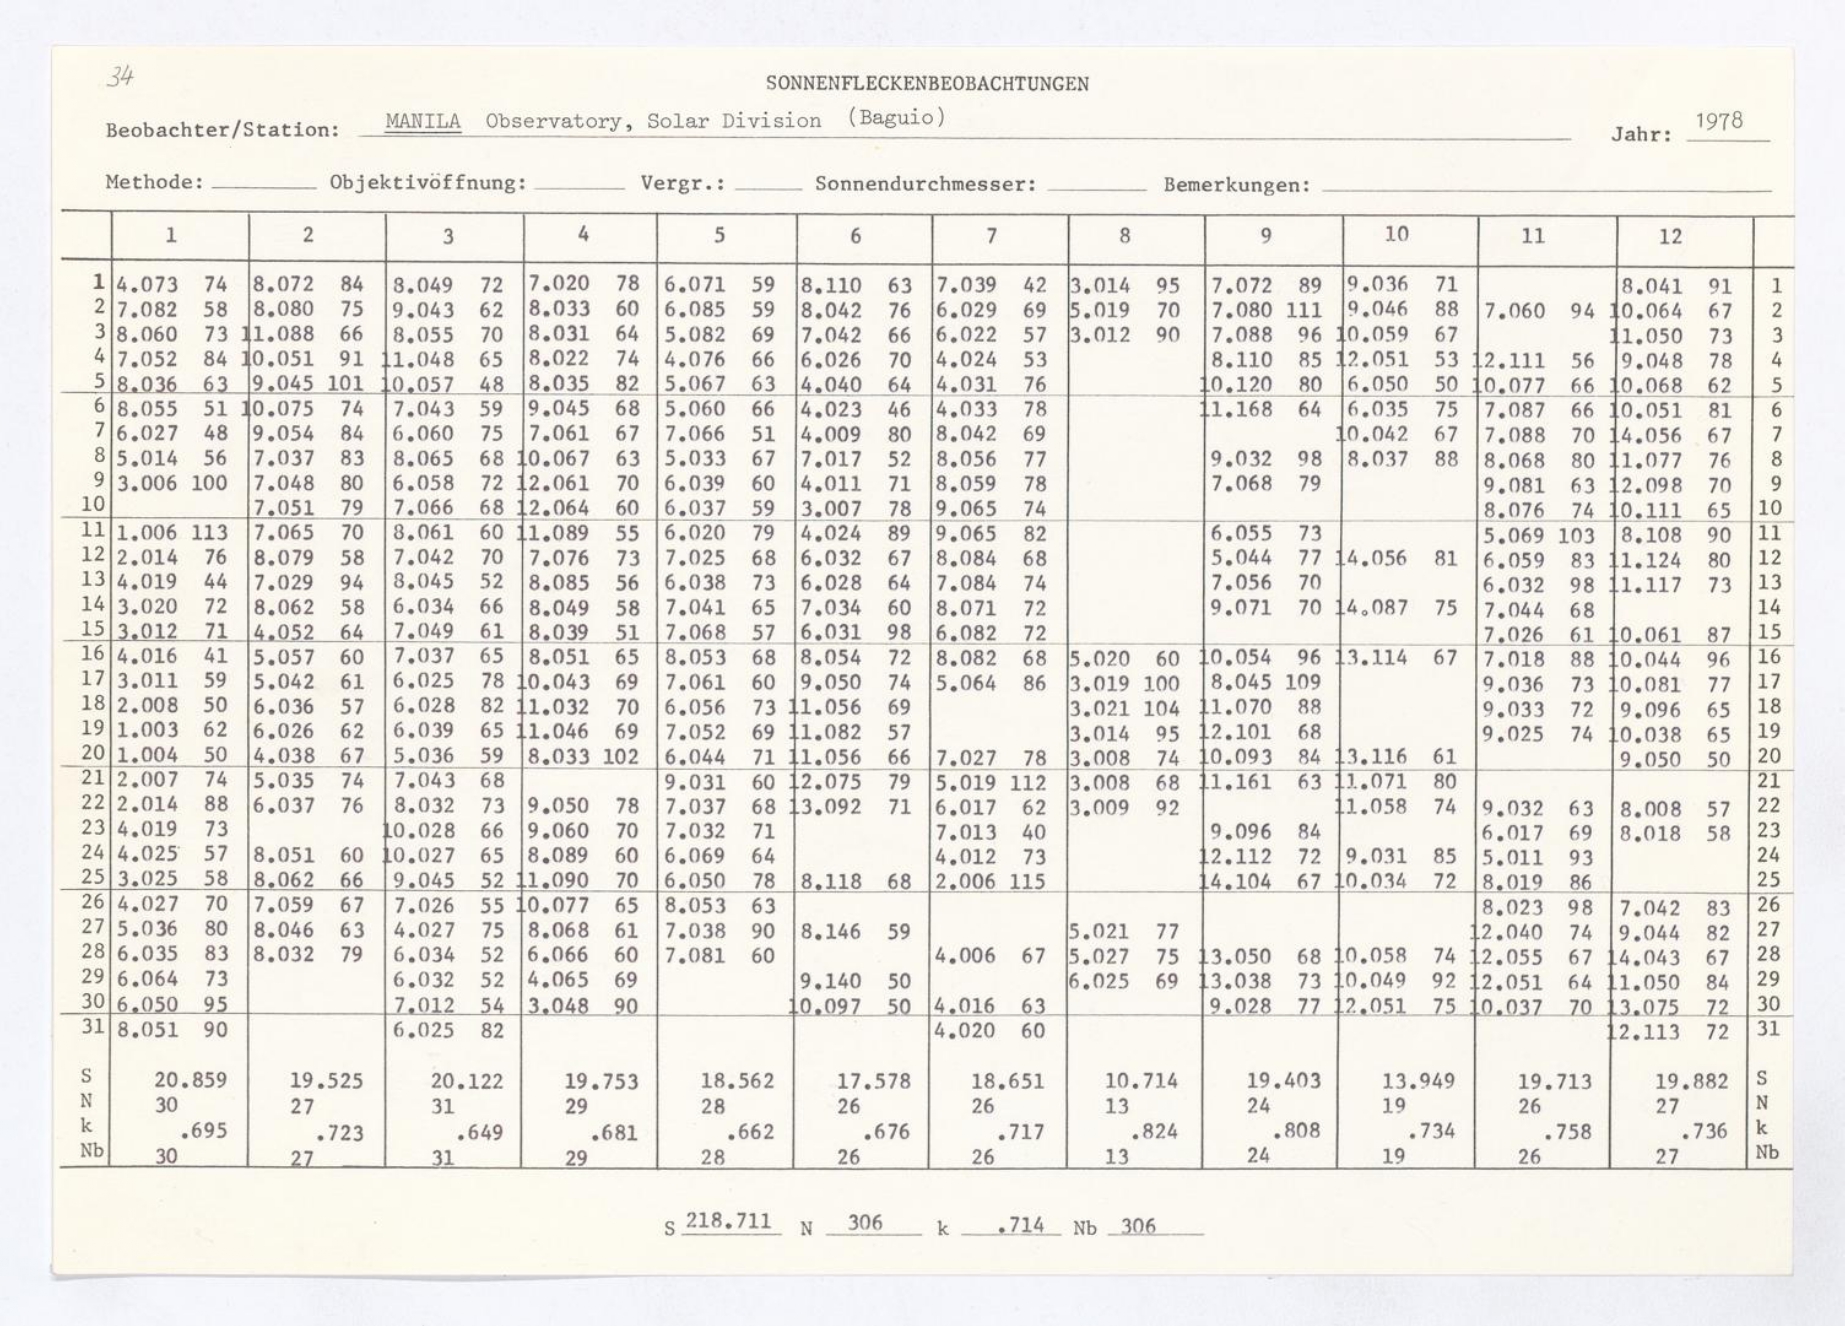 34
SONNENFLECKENBEOBACHTUNGEN
Beobachter/Station: MANILA Observatory, Solar Division (Baguio) Jahr: 1978
Methode: Objektivöffnung: Vergr.: Sonnendurchmesser: Bemerkungen:
1 2 3 4 5 6 7 8 9 10 11 12
1 4.073 74 8.072 84 8.049 72 7.020 78 6.071 59 8.110 63 7.039 42 3.014 95 7.072 89 9.036 71 8.041 91 1
2 7.082 58 8.080 75 9.043 62 8.033 60 6.085 59 8.042 76 6.029 69 5.019 70 7.080 111 9.046 88 7.060 94 10.064 67 2
3 8.060 73 11.088 66 8.055 70 8.031 64 5.082 69 7.042 66 6.022 57 3.012 90 7.088 96 10.059 67 11.050 73 3
4 7.052 84 10.051 91 11.048 65 8.022 74 4.076 66 6.026 70 4.024 53 8.110 85 12.051 53 12.111 56 9.048 78 4
5 8.036 63 9.045 101 10.057 48 8.035 82 5.067 63 4.040 64 4.031 76 10.120 80 6.050 50 10.077 66 10.068 62 5
6 8.055 51 10.075 74 7.043 59 9.045 68 5.060 66 4.023 46 4.033 78 11.168 64 6.035 75 7.087 66 10.051 81 6
7 6.027 48 9.054 84 6.060 75 7.061 67 7.066 51 4.009 80 8.042 69 10.042 67 7.088 70 14.056 67 7
8 5.014 56 7.037 83 8.065 68 10.067 63 5.033 67 7.017 52 8.056 77 9.032 98 8.037 88 8.068 80 11.077 76 8
9 3.006 100 7.048 80 6.058 72 12.061 70 6.039 60 4.011 71 8.059 78 7.068 79 9.081 63 12.098 70 9
10 7.051 79 7.066 68 12.064 60 6.037 59 3.007 78 9.065 74 8.076 74 10.111 65 10
11 1.006 113 7.065 70 8.061 60 11.089 55 6.020 79 4.024 89 9.065 82 6.055 73 5.069 103 8.108 90 11
12 2.014 76 8.079 58 7.042 70 7.076 73 7.025 68 6.032 67 8.084 68 5.044 77 14.056 81 6.059 83 11.124 80 12
13 4.019 44 7.029 94 8.045 52 8.085 56 6.038 73 6.028 64 7.084 74 7.056 70 6.032 98 11.117 73 13
14 3.020 72 8.062 58 6.034 66 8.049 58 7.041 65 7.034 60 8.071 72 9.071 70 14.087 75 7.044 68 14
15 3.012 71 4.052 64 7.049 61 8.039 51 7.068 57 6.031 98 6.082 72 7.026 61 10.061 87 15
16 4.016 41 5.057 60 7.037 65 8.051 65 8.053 68 8.054 72 8.082 68 5.020 60 10.054 96 13.114 67 7.018 88 10.044 96 16
17 3.011 59 5.042 61 6.025 78 10.043 69 7.061 60 9.050 74 5.064 86 3.019 100 8.045 109 9.036 73 10.081 77 17
18 2.008 50 6.036 57 6.028 82 11.032 70 6.056 73 11.056 69 3.021 104 11.070 88 9.033 72 9.096 65 18
19 1.003 62 6.026 62 6.039 65 11.046 69 7.052 69 11.082 57 3.014 95 12.101 68 9.025 74 10.038 65 19
20 1.004 50 4.038 67 5.036 59 8.033 102 6.044 71 11.056 66 7.027 78 3.008 74 10.093 84 13.116 61 9.050 50 20
21 2.007 74 5.035 74 7.043 68 9.031 60 12.075 79 5.019 112 3.008 68 11.161 63 11.071 80 21
22 2.014 88 6.037 76 8.032 73 9.050 78 7.037 68 13.092 71 6.017 62 3.009 92 11.058 74 9.032 63 8.008 57 22
23 4.019 73 10.028 66 9.060 70 7.032 71 7.013 40 9.096 84 6.017 69 8.018 58 23
24 4.025 57 8.051 60 10.027 65 8.089 60 6.069 64 4.012 73 12.112 72 9.031 85 5.011 93 24
25 3.025 58 8.062 66 9.045 52 11.090 70 6.050 78 8.118 68 2.006 115 14.104 67 10.034 72 8.019 86 25
26 4.027 70 7.059 67 7.026 55 10.077 65 8.053 63 8.023 98 7.042 83 26
27 5.036 80 8.046 63 4.027 75 8.068 61 7.038 90 8.146 59 5.021 77 12.040 74 9.044 82 27
28 6.035 83 8.032 79 6.034 52 6.066 60 7.081 60 4.006 67 5.027 75 13.050 68 10.058 74 12.055 67 14.043 67 28
29 6.064 73 6.032 52 4.065 69 9.140 50 6.025 69 13.038 73 10.049 92 12.051 64 11.050 84 29
30 6.050 95 7.012 54 3.048 90 10.097 50 4.016 63 9.028 77 12.051 75 10.037 70 13.075 72 30
31 8.051 90 6.025 82 4.020 60 12.113 72 31
S 20.859 19.525 20.122 19.753 18.562 17.578 18.651 10.714 19.403 13.949 19.713 19.882 S
N 30 27 31 29 28 26 26 13 24 19 26 27 N
k .695 .723 .649 .681 .662 .676 .717 .824 .808 .734 .758 .736 k
Nb 30 27 31 29 28 26 26 13 24 19 26 27 Nb
S 218.711 N 306 k .714 Nb 306